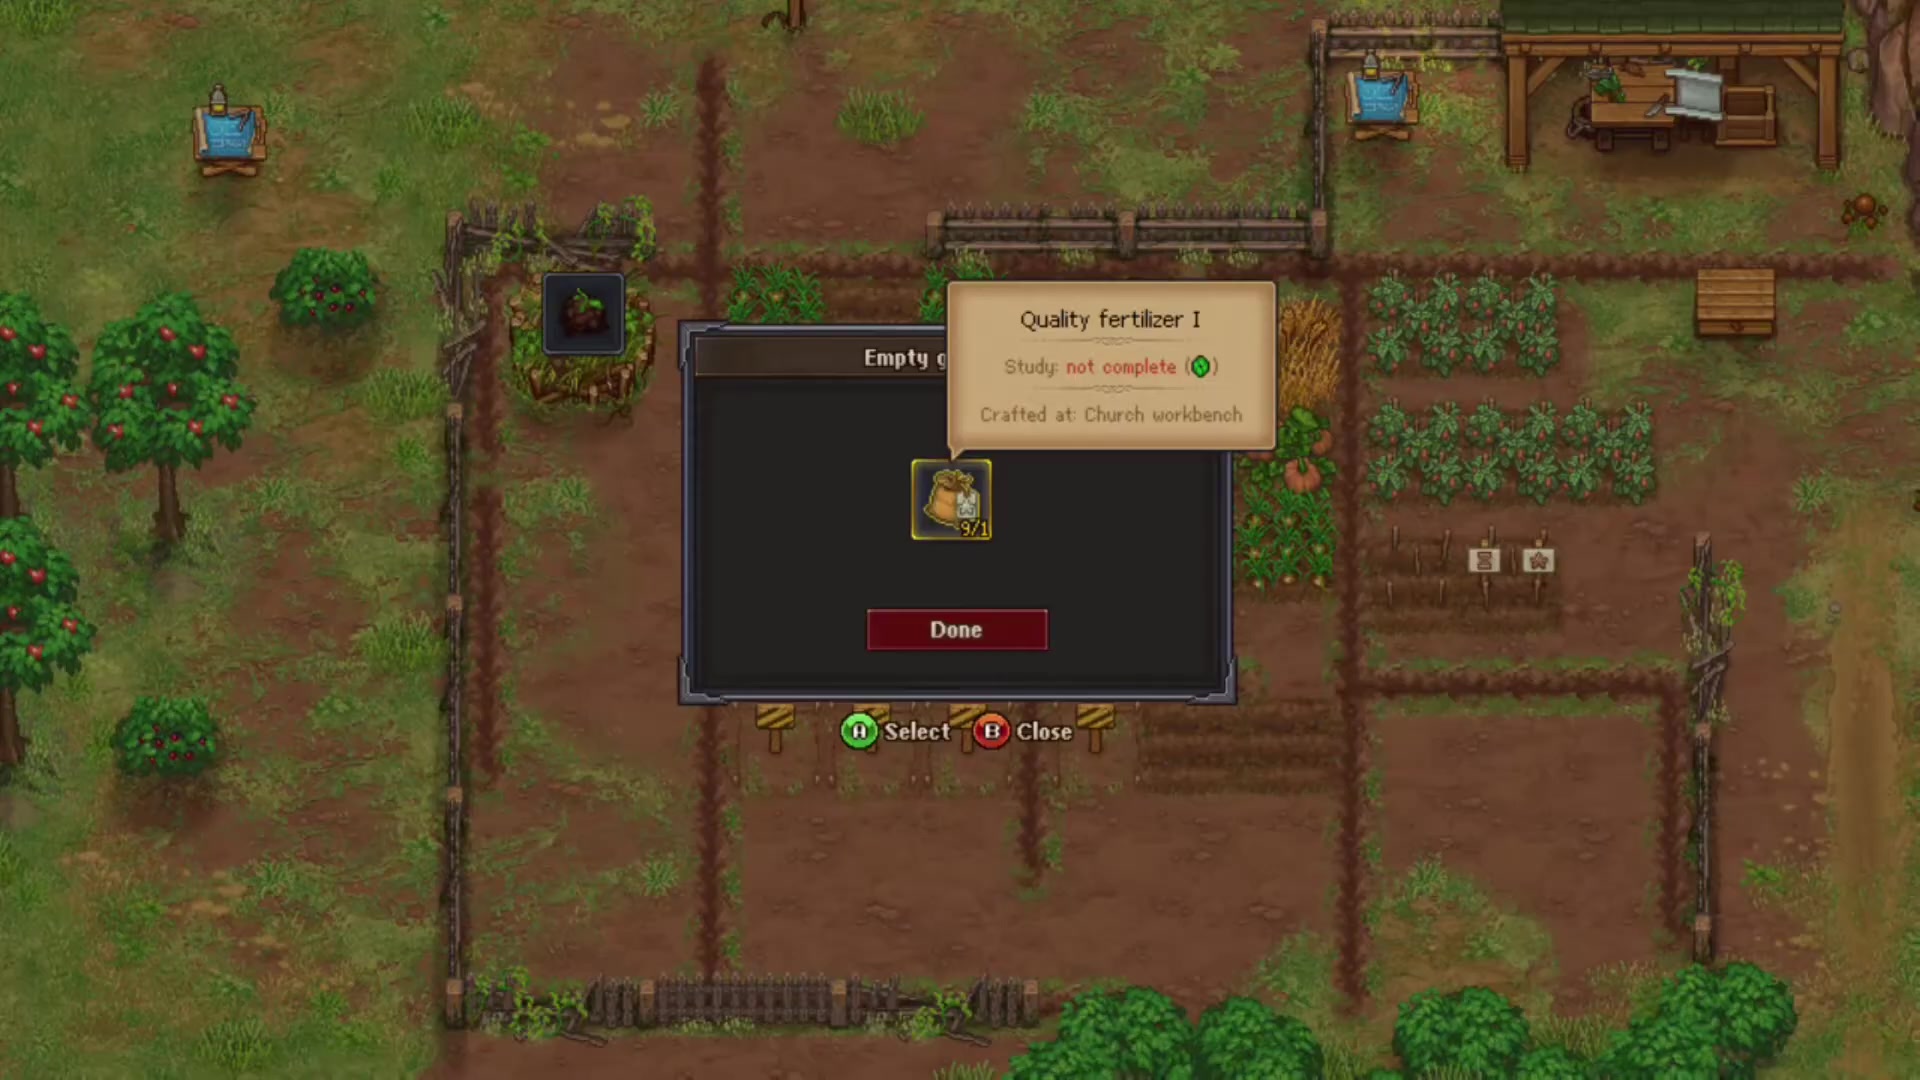 Quality fertilizer I
Study: not complete ( )
Crafted at: Church workbench
Empty g
9/1
Done
A Select B Close